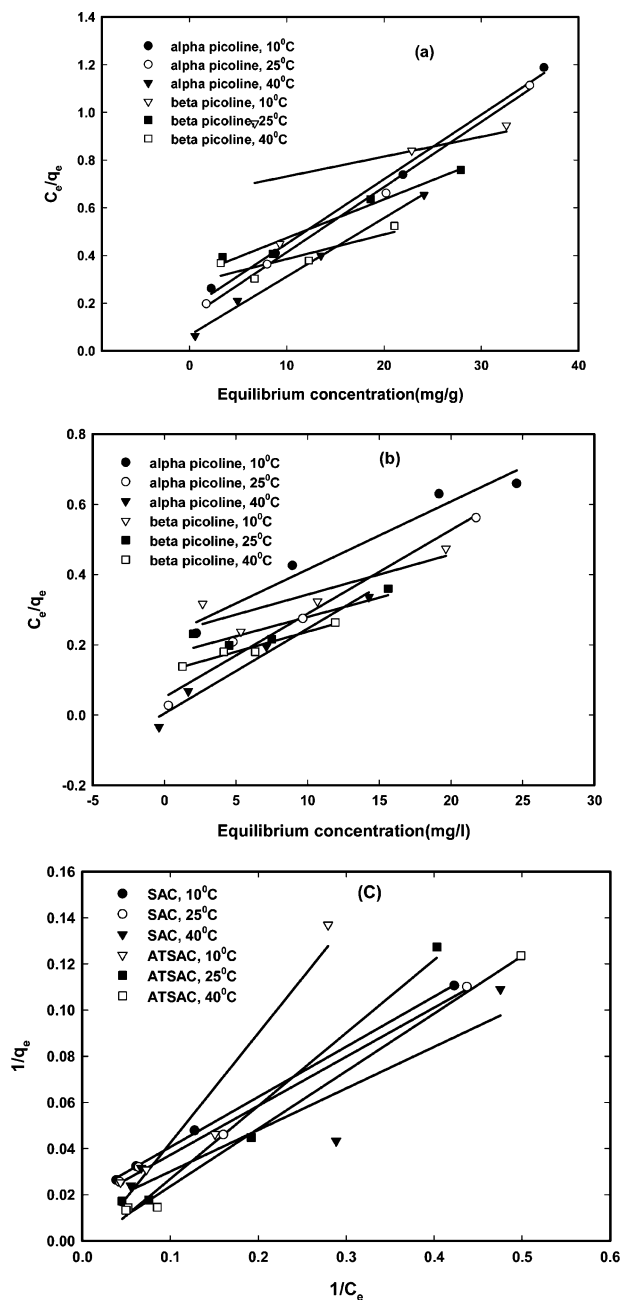 (a)
alpha picoline, 10⁰C
alpha picoline, 25⁰C
alpha picoline, 40⁰C
beta picoline, 10⁰C
beta picoline, 25⁰C
beta picoline, 40⁰C
1.4
1.2
1.0
0.8
0.6
0.4
0.2
0.0
Cₑ/qₑ
0 10 20 30 40
Equilibrium concentration(mg/g)
(b)
alpha picoline, 10⁰C
alpha picoline, 25⁰C
alpha picoline, 40⁰C
beta picoline, 10⁰C
beta picoline, 25⁰C
beta picoline, 40⁰C
0.8
0.6
0.4
0.2
0.0
-0.2
Cₑ/qₑ
-5 0 5 10 15 20 25 30
Equilibrium concentration(mg/l)
(C)
SAC, 10⁰C
SAC, 25⁰C
SAC, 40⁰C
ATSAC, 10⁰C
ATSAC, 25⁰C
ATSAC, 40⁰C
0.16
0.14
0.12
0.10
0.08
0.06
0.04
0.02
0.00
1/qₑ
0.0 0.1 0.2 0.3 0.4 0.5 0.6
1/Cₑ